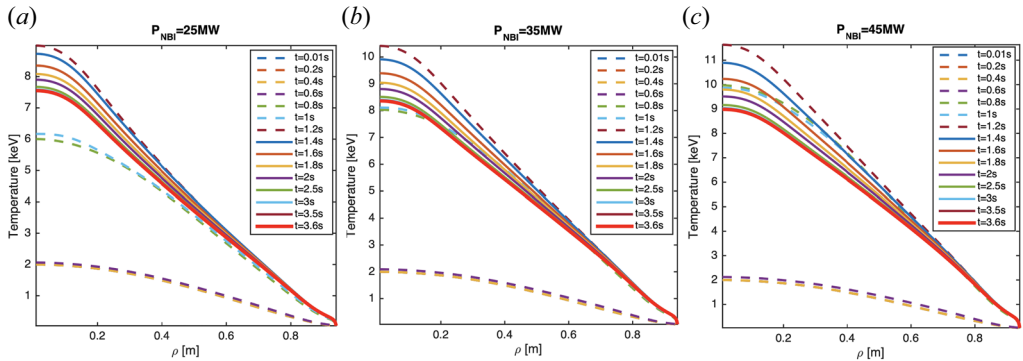 (a)
P_NBI=25MW
Temperature [keV]
8
7
6
5
4
3
2
1
0.2
0.4
0.6
0.8
ρ [m]
t=0.01s
t=0.2s
t=0.4s
t=0.6s
t=0.8s
t=1s
t=1.2s
t=1.4s
t=1.6s
t=1.8s
t=2s
t=2.5s
t=3s
t=3.5s
t=3.6s
(b)
P_NBI=35MW
Temperature [keV]
10
9
8
7
6
5
4
3
2
1
0.2
0.4
0.6
0.8
ρ [m]
t=0.01s
t=0.2s
t=0.4s
t=0.6s
t=0.8s
t=1s
t=1.2s
t=1.4s
t=1.6s
t=1.8s
t=2s
t=2.5s
t=3s
t=3.5s
t=3.6s
(c)
P_NBI=45MW
Temperature [keV]
11
10
9
8
7
6
5
4
3
2
1
0.2
0.4
0.6
0.8
ρ [m]
t=0.01s
t=0.2s
t=0.4s
t=0.6s
t=0.8s
t=1s
t=1.2s
t=1.4s
t=1.6s
t=1.8s
t=2s
t=2.5s
t=3s
t=3.5s
t=3.6s